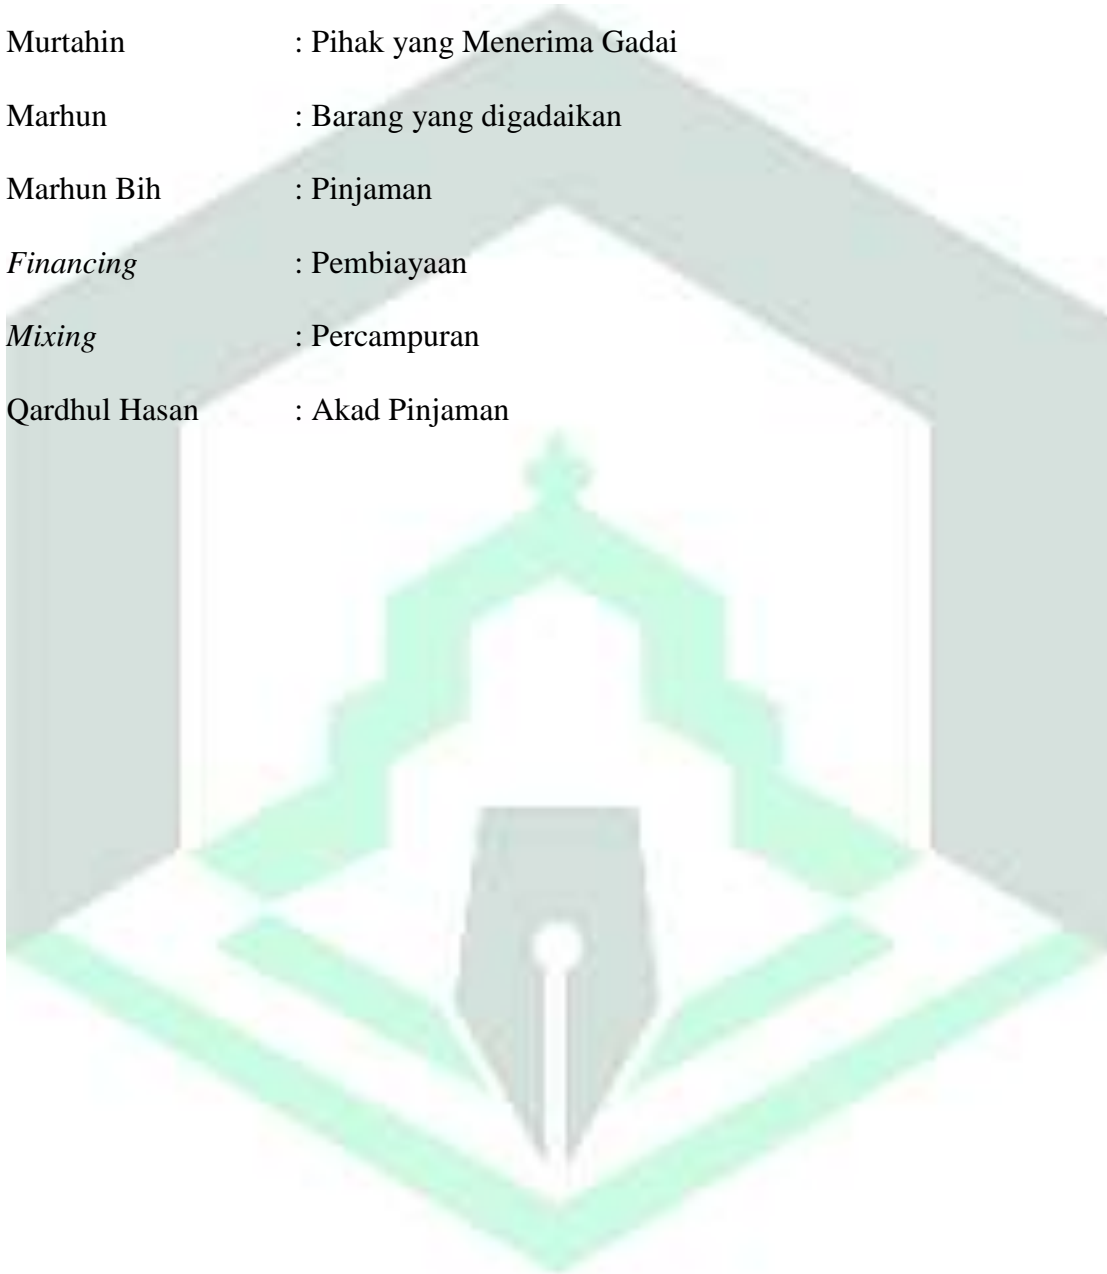 Murtahin : Pihak yang Menerima Gadai
Marhun : Barang yang digadaikan
Marhun Bih : Pinjaman
Financing : Pembiayaan
Mixing : Percampuran
Qardhul Hasan : Akad Pinjaman